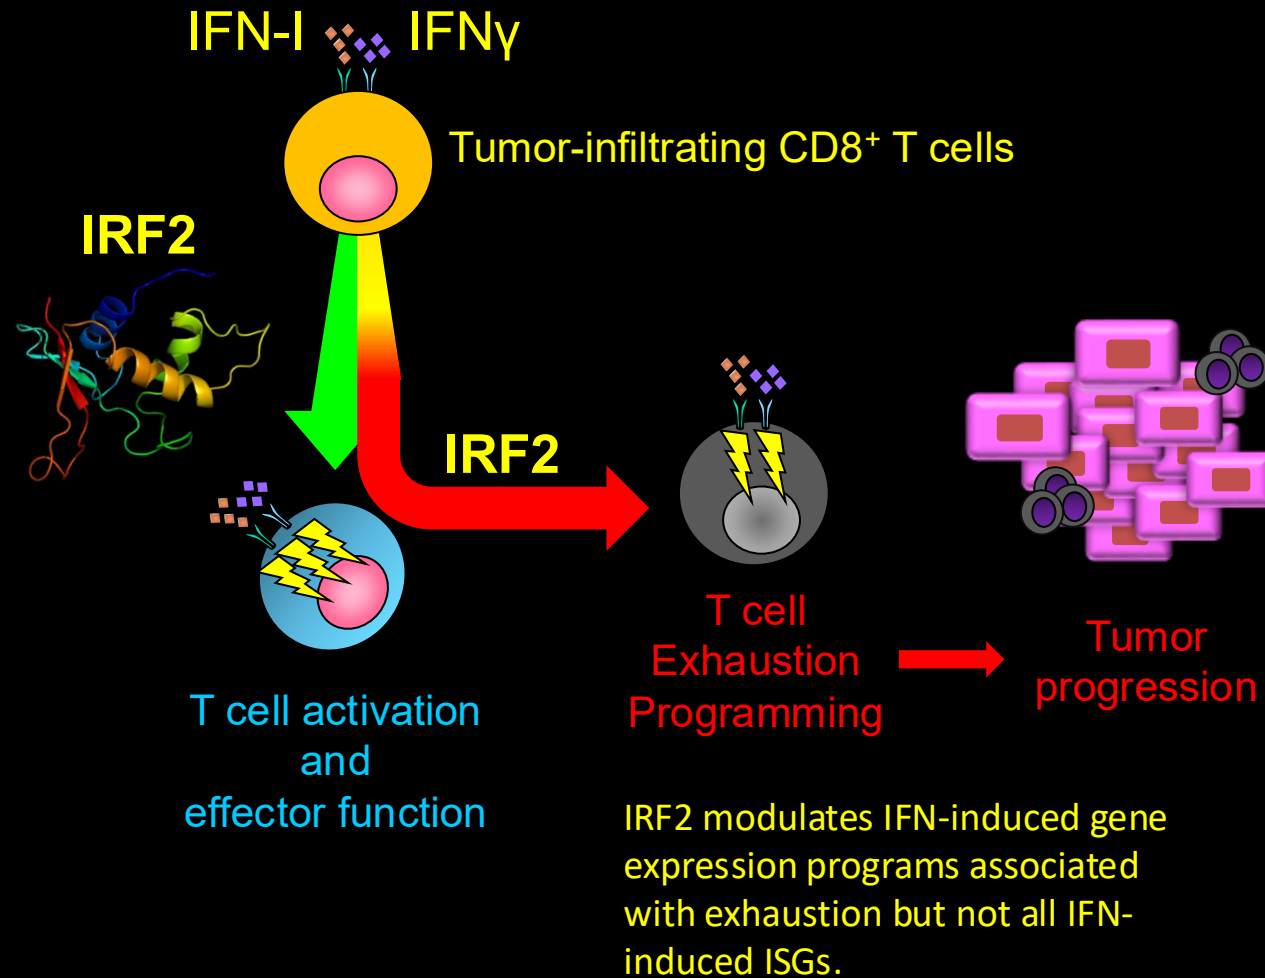 IFN-I IFNγ
Tumor-infiltrating CD8⁺ T cells
IRF2
IRF2
T cell
Exhaustion
Programming
Tumor
progression
T cell activation
and
effector function
IRF2 modulates IFN-induced gene
expression programs associated
with exhaustion but not all IFN-
induced ISGs.